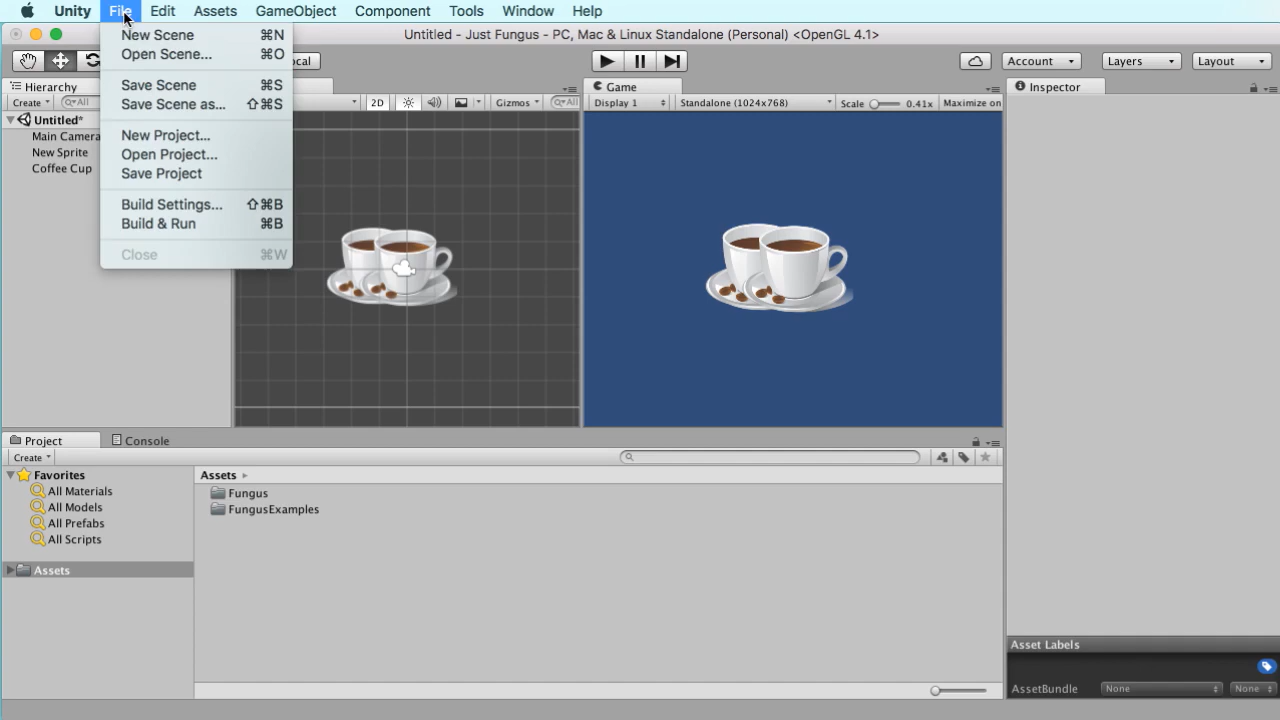 Unity File Edit Assets GameObject Component Tools Window Help
Untitled - Just Fungus - PC, Mac & Linux Standalone (Personal) <OpenGL 4.1>
New Scene ⌘N
Open Scene... ⌘O
Save Scene ⌘S
Save Scene as... ⇧⌘S
New Project...
Open Project...
Save Project
Build Settings... ⇧⌘B
Build & Run ⌘B
Close ⌘W
Account Layers Layout
Hierarchy
Create All
Untitled*
Main Camera
New Sprite
Coffee Cup
2D Gizmos All
Game
Display 1 Standalone (1024x768) Scale 0.41x Maximize on
Inspector
Project Console
Create
Favorites
All Materials
All Models
All Prefabs
All Scripts
Assets
Assets
Fungus
FungusExamples
Asset Labels
AssetBundle None None